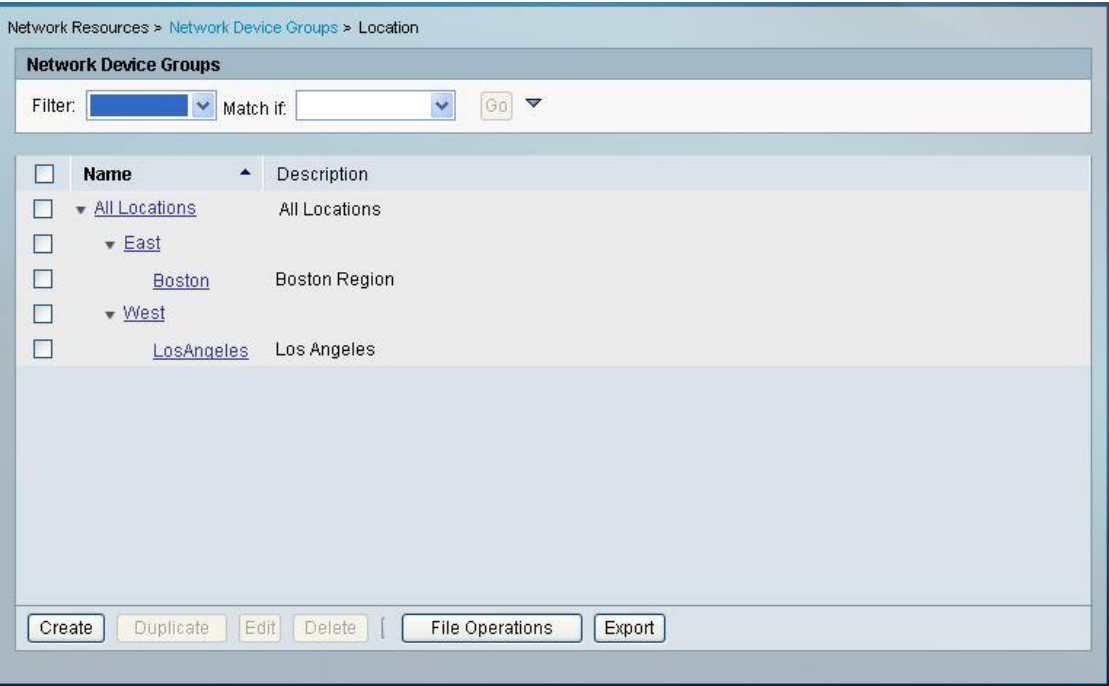 Network Resources > Network Device Groups > Location
Network Device Groups
Filter: Match if: Go
Name Description
All Locations All Locations
East
Boston Boston Region
West
LosAngeles Los Angeles
Create Duplicate Edit Delete | File Operations Export